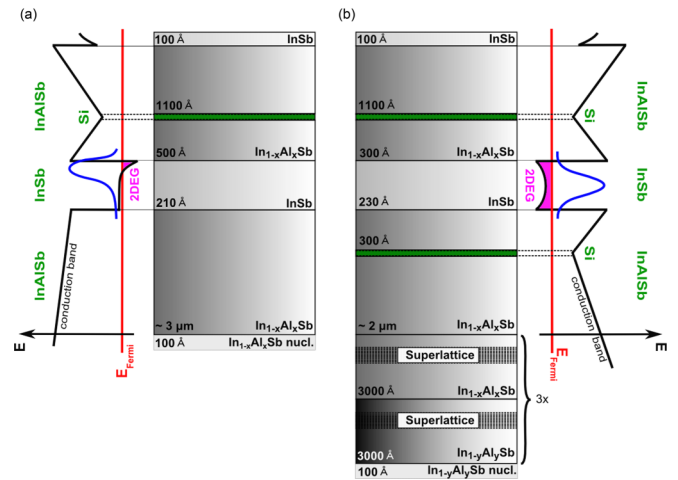 (a)
InAlSb
Si
InSb
2DEG
InAlSb
conduction band
E
E Fermi
100 Å InSb
1100 Å
500 Å In1-xAlxSb
210 Å InSb
~ 3 µm In1-xAlxSb
100 Å In1-xAlxSb nucl.
(b)
100 Å InSb
1100 Å
300 Å In1-xAlxSb
230 Å InSb
300 Å
~ 2 µm In1-xAlxSb
Superlattice
3000 Å In1-xAlxSb
Superlattice
3000 Å In1-yAlySb
100 Å In1-yAlySb nucl.
3x
InAlSb
Si
2DEG
InSb
Si
InAlSb
conduction band
E Fermi
E